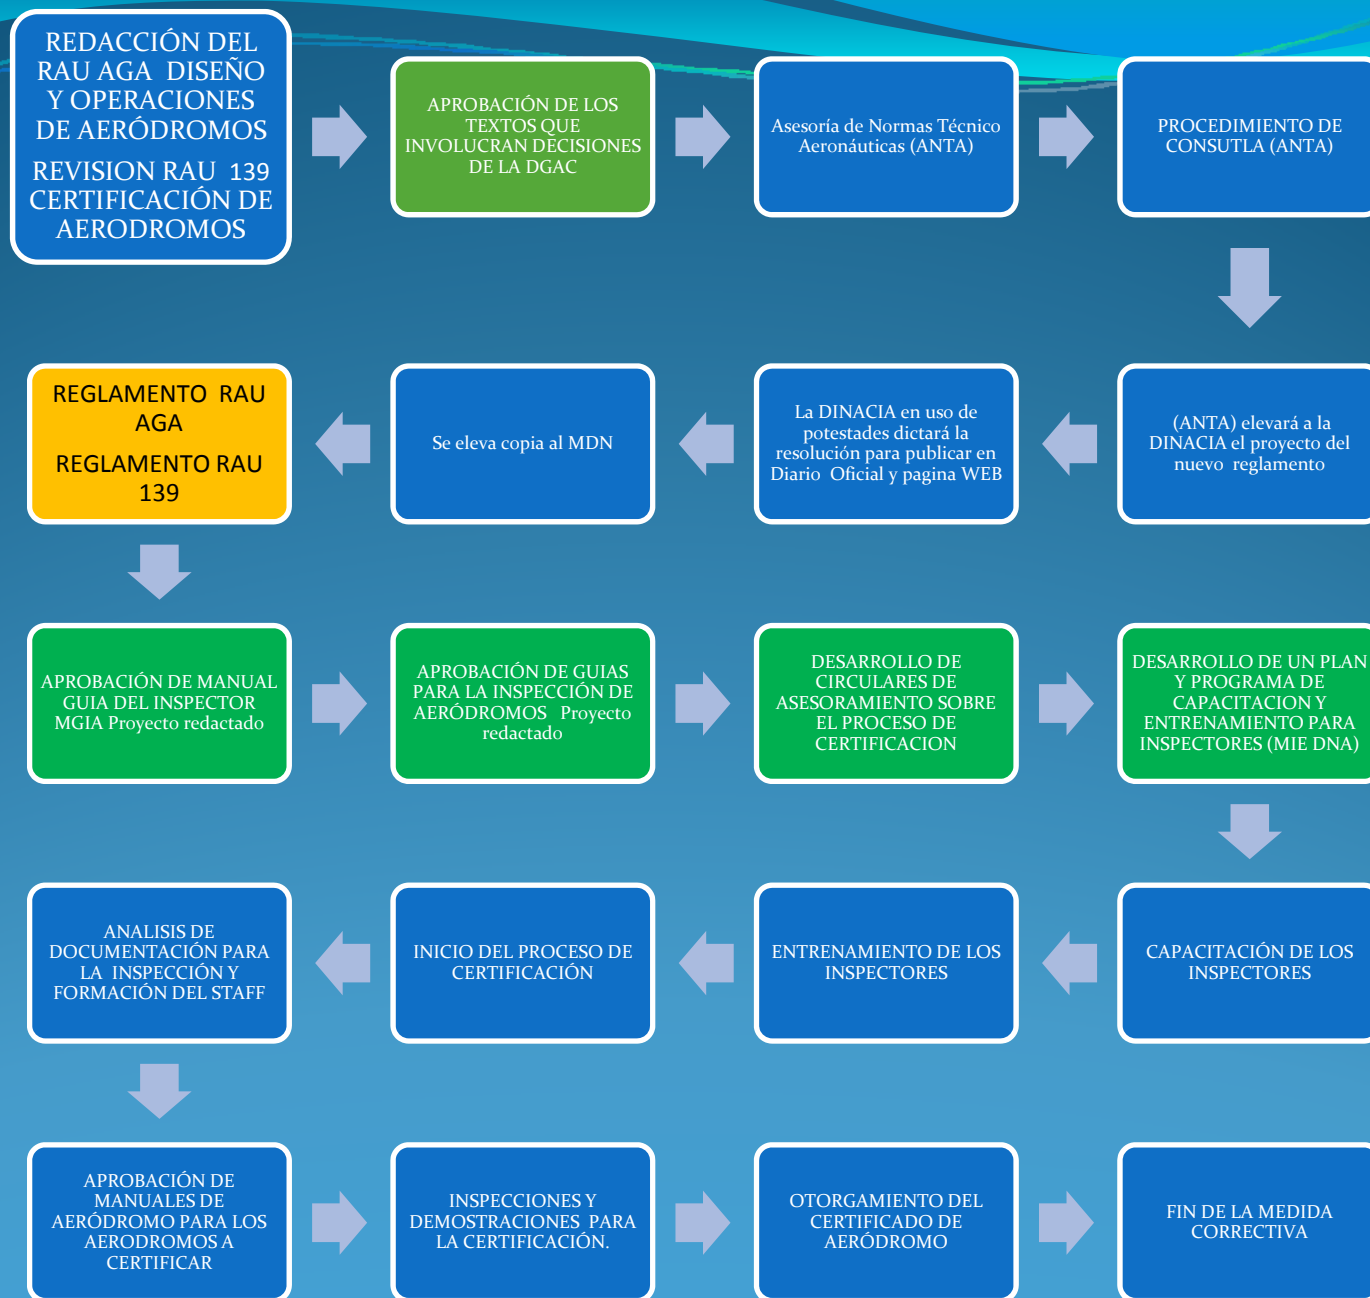 REDACCIÓN DEL
RAU AGA DISEÑO
Y OPERACIONES
DE AERÓDROMOS
REVISION RAU 139
CERTIFICACIÓN DE
AERODROMOS
APROBACIÓN DE LOS
TEXTOS QUE
INVOLUCRAN DECISIONES
DE LA DGAC
Asesoría de Normas Técnico
Aeronáuticas (ANTA)
PROCEDIMIENTO DE
CONSUTLA (ANTA)
(ANTA) elevará a la
DINACIA el proyecto del
nuevo reglamento
La DINACIA en uso de
potestades dictará la
resolución para publicar en
Diario Oficial y pagina WEB
Se eleva copia al MDN
REGLAMENTO RAU
AGA
REGLAMENTO RAU
139
APROBACIÓN DE MANUAL
GUIA DEL INSPECTOR
MGIA Proyecto redactado
APROBACIÓN DE GUIAS
PARA LA INSPECCIÓN DE
AERÓDROMOS Proyecto
redactado
DESARROLLO DE
CIRCULARES DE
ASESORAMIENTO SOBRE
EL PROCESO DE
CERTIFICACION
DESARROLLO DE UN PLAN
Y PROGRAMA DE
CAPACITACION Y
ENTRENAMIENTO PARA
INSPECTORES (MIE DNA)
CAPACITACIÓN DE LOS
INSPECTORES
ENTRENAMIENTO DE LOS
INSPECTORES
INICIO DEL PROCESO DE
CERTIFICACIÓN
ANALISIS DE
DOCUMENTACIÓN PARA
LA INSPECCIÓN Y
FORMACIÓN DEL STAFF
APROBACIÓN DE
MANUALES DE
AERÓDROMO PARA LOS
AERODROMOS A
CERTIFICAR
INSPECCIONES Y
DEMOSTRACIONES PARA
LA CERTIFICACIÓN.
OTORGAMIENTO DEL
CERTIFICADO DE
AERÓDROMO
FIN DE LA MEDIDA
CORRECTIVA